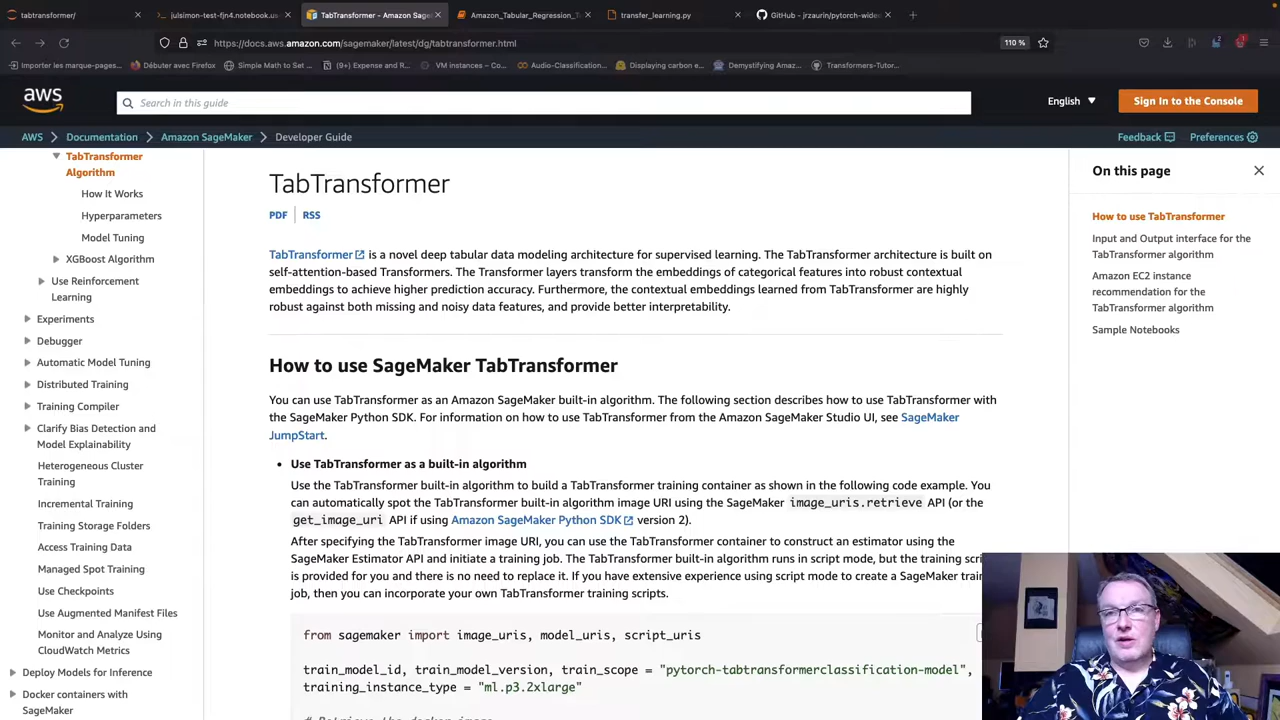 tabtransformer/
julsimon-test-fjn4.notebook.us
TabTransformer – Amazon Sage
Amazon_Tabular_Regression_T
transfer_learning.py
GitHub – jrzaurin/pytorch-wide
https://docs.aws.amazon.com/sagemaker/latest/dg/tabtransformer.html
110 %
Importer les marque-pages...
Débuter avec Firefox
Simple Math to Set ...
(9+) Expense and R...
VM instances – Co...
Audio-Classification...
Displaying carbon e...
Demystifying Amaz...
Transformers-Tutor...
aws
Search in this guide
English
Sign In to the Console
AWS > Documentation > Amazon SageMaker > Developer Guide
Feedback
Preferences
TabTransformer
Algorithm
How It Works
Hyperparameters
Model Tuning
XGBoost Algorithm
Use Reinforcement
Learning
Experiments
Debugger
Automatic Model Tuning
Distributed Training
Training Compiler
Clarify Bias Detection and
Model Explainability
Heterogeneous Cluster
Training
Incremental Training
Training Storage Folders
Access Training Data
Managed Spot Training
Use Checkpoints
Use Augmented Manifest Files
Monitor and Analyze Using
CloudWatch Metrics
Deploy Models for Inference
Docker containers with
SageMaker
TabTransformer
PDF | RSS
TabTransformer is a novel deep tabular data modeling architecture for supervised learning. The TabTransformer architecture is built on
self-attention-based Transformers. The Transformer layers transform the embeddings of categorical features into robust contextual
embeddings to achieve higher prediction accuracy. Furthermore, the contextual embeddings learned from TabTransformer are highly
robust against both missing and noisy data features, and provide better interpretability.
How to use SageMaker TabTransformer
You can use TabTransformer as an Amazon SageMaker built-in algorithm. The following section describes how to use TabTransformer with
the SageMaker Python SDK. For information on how to use TabTransformer from the Amazon SageMaker Studio UI, see SageMaker
JumpStart.
• Use TabTransformer as a built-in algorithm
Use the TabTransformer built-in algorithm to build a TabTransformer training container as shown in the following code example. You
can automatically spot the TabTransformer built-in algorithm image URI using the SageMaker image_uris.retrieve API (or the
get_image_uri API if using Amazon SageMaker Python SDK version 2).
After specifying the TabTransformer image URI, you can use the TabTransformer container to construct an estimator using the
SageMaker Estimator API and initiate a training job. The TabTransformer built-in algorithm runs in script mode, but the training scri
is provided for you and there is no need to replace it. If you have extensive experience using script mode to create a SageMaker train
job, then you can incorporate your own TabTransformer training scripts.
from sagemaker import image_uris, model_uris, script_uris
train_model_id, train_model_version, train_scope = "pytorch-tabtransformerclassification-model",
training_instance_type = "ml.p3.2xlarge"
# Retrieve the docker image
On this page
How to use TabTransformer
Input and Output interface for the
TabTransformer algorithm
Amazon EC2 instance
recommendation for the
TabTransformer algorithm
Sample Notebooks